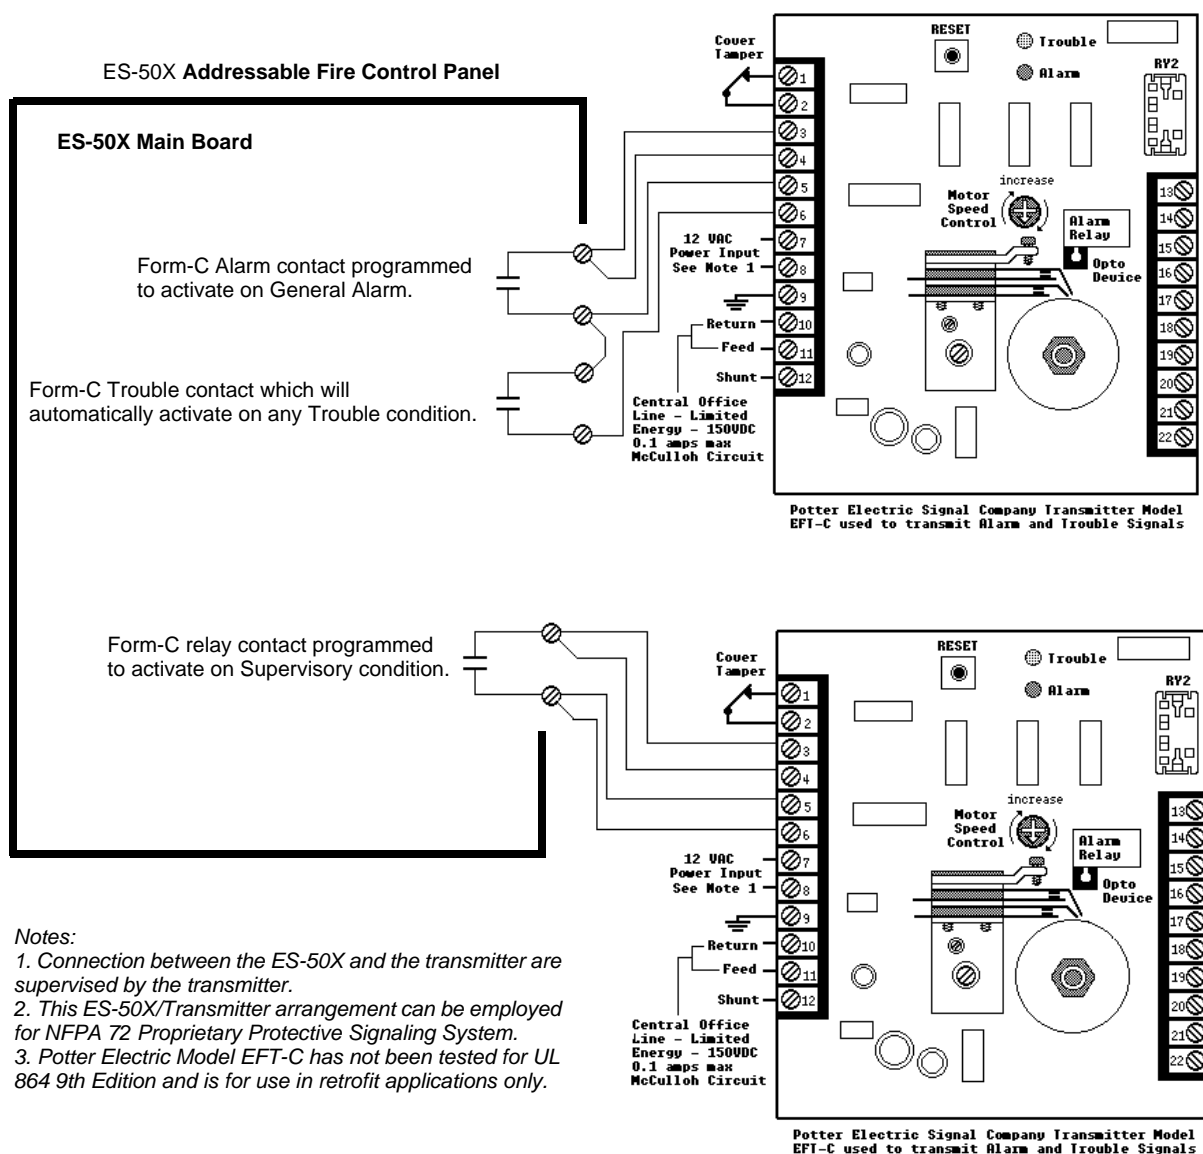 ES-50X Addressable Fire Control Panel
ES-50X Main Board
Form-C Alarm contact programmed
to activate on General Alarm.
Form-C Trouble contact which will
automatically activate on any Trouble condition.
Cover
Tamper
1
2
3
4
5
6
12 VAC
Power Input
See Note 1
7
8
9
Return
10
Feed
11
Shunt
12
Central Office
Line - Limited
Energy - 150VDC
0.1 amps max
McCulloh Circuit
RESET
Trouble
Alarm
RY2
increase
Motor
Speed
Control
Alarm
Relay
Opto
Device
13
14
15
16
17
18
19
20
21
22
Potter Electric Signal Company Transmitter Model
EFT-C used to transmit Alarm and Trouble Signals
Form-C relay contact programmed
to activate on Supervisory condition.
Cover
Tamper
1
2
3
4
5
6
12 VAC
Power Input
See Note 1
7
8
9
Return
10
Feed
11
Shunt
12
Central Office
Line - Limited
Energy - 150VDC
0.1 amps max
McCulloh Circuit
RESET
Trouble
Alarm
RY2
increase
Motor
Speed
Control
Alarm
Relay
Opto
Device
13
14
15
16
17
18
19
20
21
22
Potter Electric Signal Company Transmitter Model
EFT-C used to transmit Alarm and Trouble Signals
Notes:
1. Connection between the ES-50X and the transmitter are
supervised by the transmitter.
2. This ES-50X/Transmitter arrangement can be employed
for NFPA 72 Proprietary Protective Signaling System.
3. Potter Electric Model EFT-C has not been tested for UL
864 9th Edition and is for use in retrofit applications only.